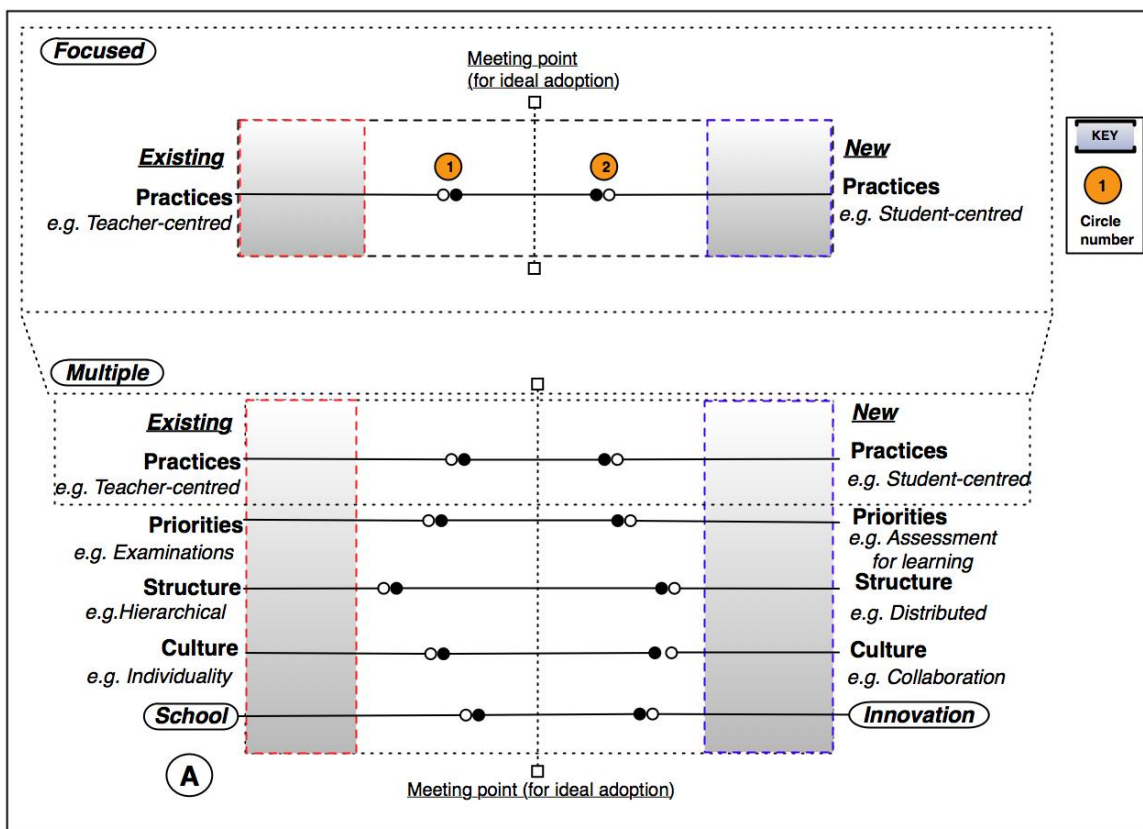 Focused
Meeting point
(for ideal adoption)
Existing
1
2
New
Practices
Practices
e.g. Teacher-centred
e.g. Student-centred
KEY
1
Circle
number
Multiple
Existing
New
Practices
Practices
e.g. Teacher-centred
e.g. Student-centred
Priorities
Priorities
e.g. Examinations
e.g. Assessment
for learning
Structure
Structure
e.g.Hierarchical
e.g. Distributed
Culture
Culture
e.g. Individuality
e.g. Collaboration
School
Innovation
A
Meeting point (for ideal adoption)